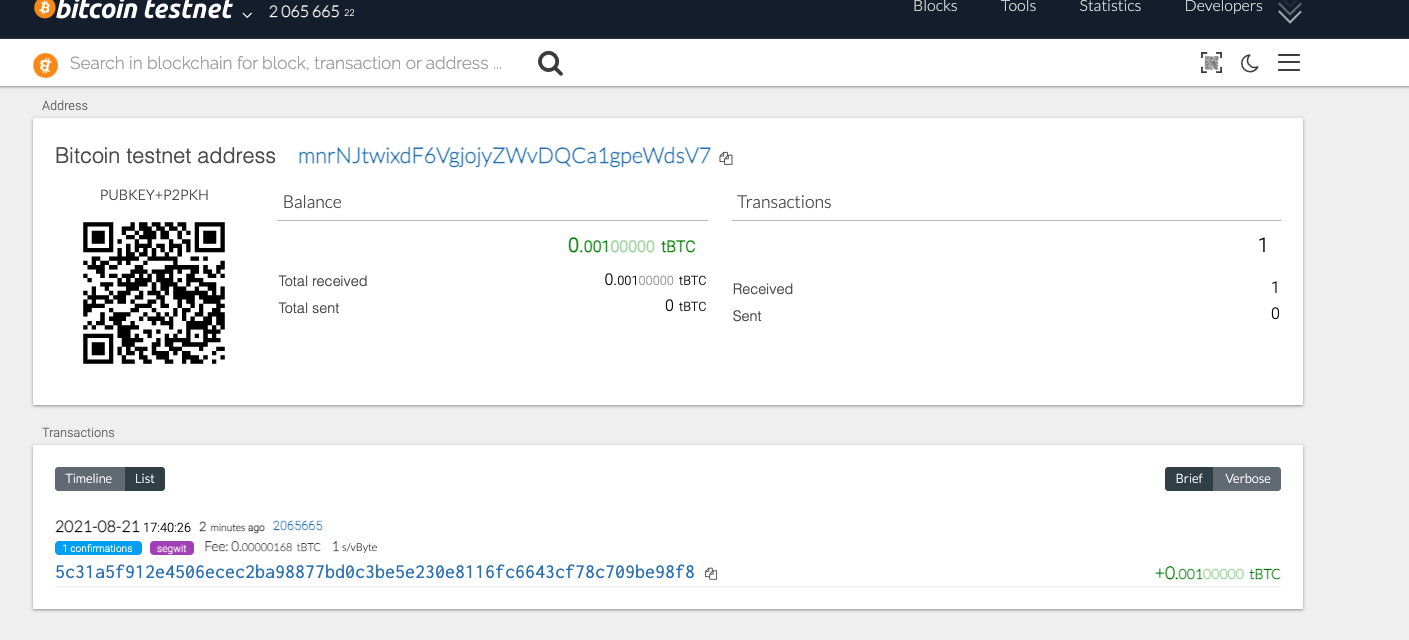 bitcoin testnet 2 065 665 22 Blocks Tools Statistics Developers
Search in blockchain for block, transaction or address ...
Address
Bitcoin testnet address mnrNJtwixdF6VgjojyZWvDQCa1gpeWdsV7
PUBKEY+P2PKH
Balance
0.00100000 tBTC
Total received 0.00100000 tBTC
Total sent 0 tBTC
Transactions
1
Received 1
Sent 0
Transactions
Timeline List Brief Verbose
2021-08-21 17:40:26 2 minutes ago 2065665
1 confirmations segwit Fee: 0.00000168 tBTC 1 s/vByte
5c31a5f912e4506ecec2ba98877bd0c3be5e230e8116fc6643cf78c709be98f8 +0.00100000 tBTC